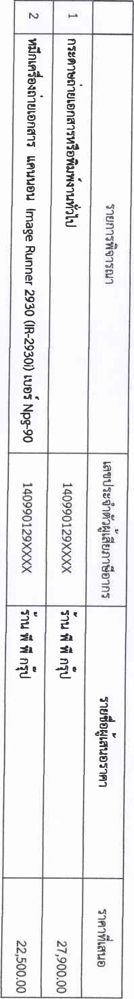 รายการพิจารณา เลขประจำตัวผู้เสียภาษีอากร รายชื่อผู้เสนอราคา ราคาที่เสนอ
1 กระดาษถ่ายเอกสารหรือพิมพ์งานทั่วไป 140990129XXXX ร้าน พี พี กรุ๊ป 27,900.00
2 หมึกเครื่องถ่ายเอกสาร แคนนอน Image Runner 2930 (IR-2930i) เบอร์ Npg-90 140990129XXXX ร้าน พี พี กรุ๊ป 22,500.00